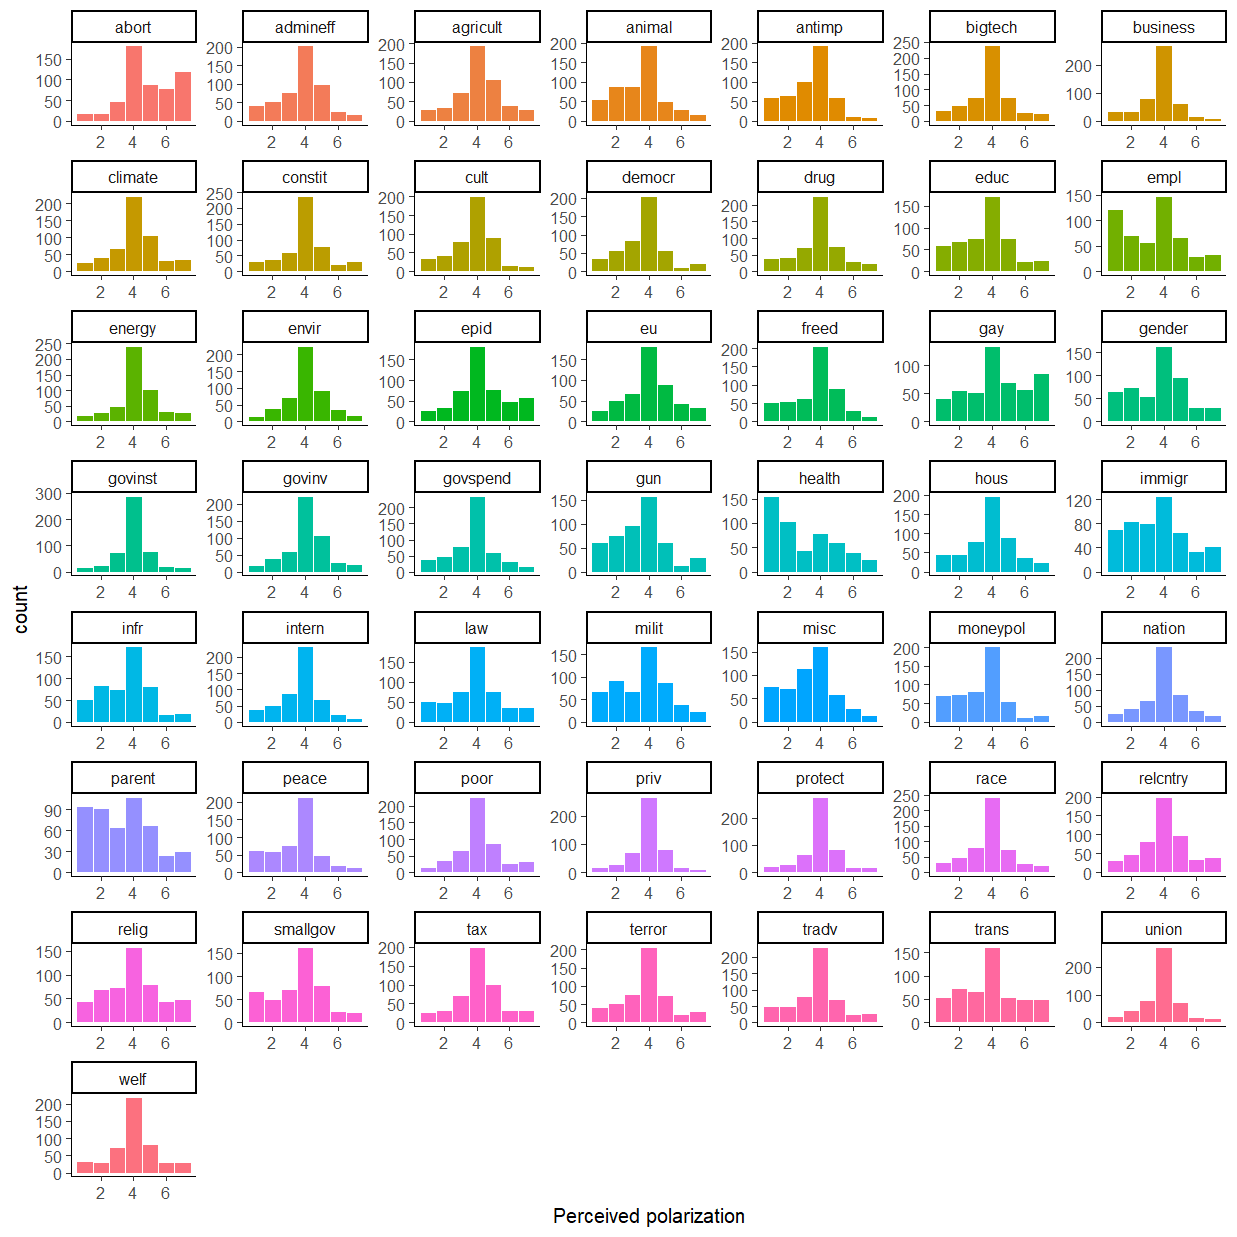 abort admineff agricult animal antimp bigtech business
150 100 50 0 200 150 100 50 0 200 150 100 50 0 200 150 100 50 0 200 150 100 50 0 250 200 150 100 50 0 200 100 0
2 4 6 2 4 6 2 4 6 2 4 6 2 4 6 2 4 6 2 4 6
climate constit cult democr drug educ empl
200 150 100 50 0 250 200 150 100 50 0 200 150 100 50 0 200 150 100 50 0 200 150 100 50 0 150 100 50 0 150 100 50 0
2 4 6 2 4 6 2 4 6 2 4 6 2 4 6 2 4 6 2 4 6
energy envir epid eu freed gay gender
250 200 150 100 50 0 200 150 100 50 0 150 100 50 0 150 100 50 0 200 150 100 50 0 100 50 0 150 100 50 0
2 4 6 2 4 6 2 4 6 2 4 6 2 4 6 2 4 6 2 4 6
govinst govinv govspend gun health hous immigr
300 200 100 0 200 150 100 50 0 200 150 100 50 0 150 100 50 0 150 100 50 0 200 150 100 50 0 120 80 40 0
2 4 6 2 4 6 2 4 6 2 4 6 2 4 6 2 4 6 2 4 6
count
infr intern law milit misc moneypol nation
150 100 50 0 200 150 100 50 0 150 100 50 0 150 100 50 0 150 100 50 0 200 150 100 50 0 200 150 100 50 0
2 4 6 2 4 6 2 4 6 2 4 6 2 4 6 2 4 6 2 4 6
parent peace poor priv protect race relcntry
90 60 30 0 200 150 100 50 0 200 150 100 50 0 200 100 0 200 100 0 250 200 150 100 50 0 200 150 100 50 0
2 4 6 2 4 6 2 4 6 2 4 6 2 4 6 2 4 6 2 4 6
relig smallgov tax terror tradv trans union
150 100 50 0 150 100 50 0 200 150 100 50 0 200 150 100 50 0 200 150 100 50 0 150 100 50 0 200 100 0
2 4 6 2 4 6 2 4 6 2 4 6 2 4 6 2 4 6 2 4 6
welf
200 150 100 50 0
2 4 6
Perceived polarization